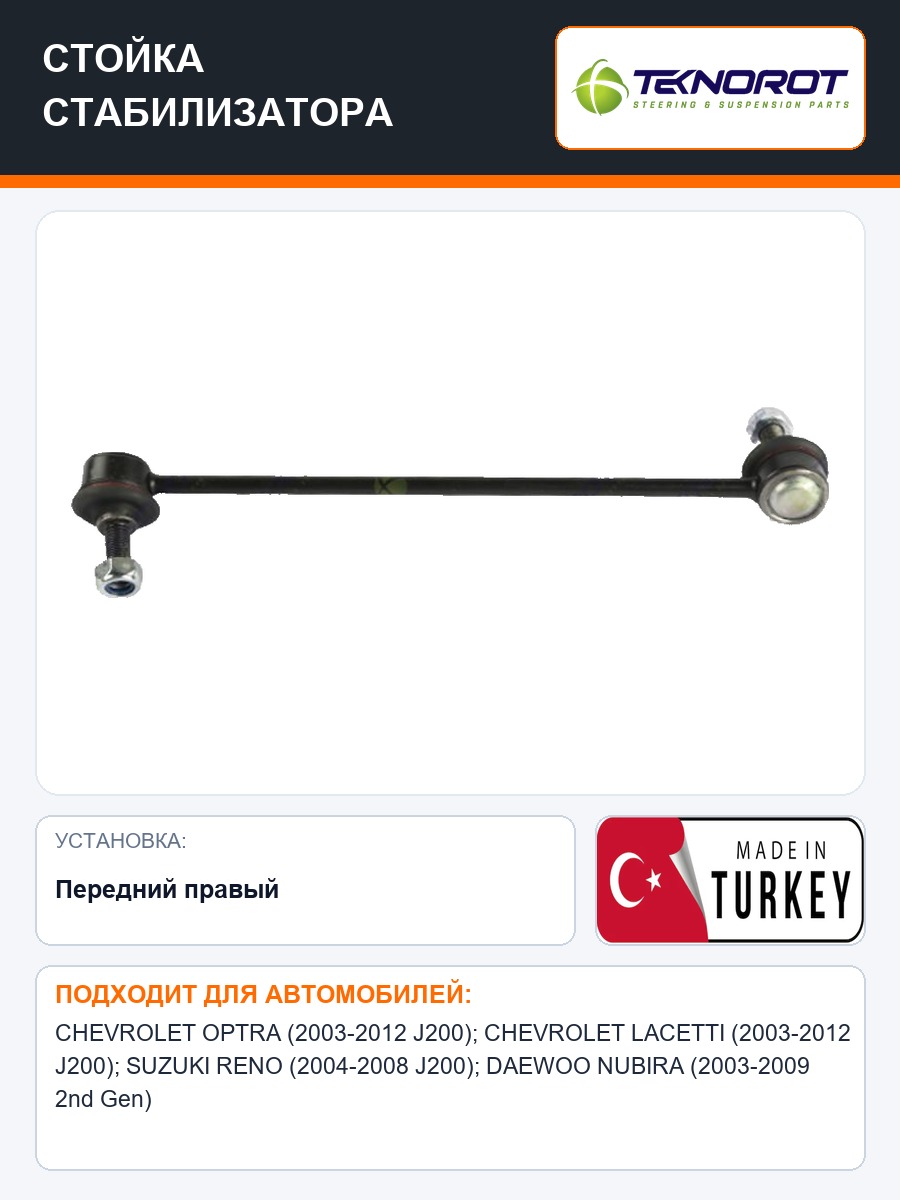 СТОЙКА
СТАБИЛИЗАТОРА
TEKNOROT
STEERING & SUSPENSION PARTS
УСТАНОВКА:
Передний правый
MADE IN
TURKEY
ПОДХОДИТ ДЛЯ АВТОМОБИЛЕЙ:
CHEVROLET OPTRA (2003-2012 J200); CHEVROLET LACETTI (2003-2012
J200); SUZUKI RENO (2004-2008 J200); DAEWOO NUBIRA (2003-2009
2nd Gen)